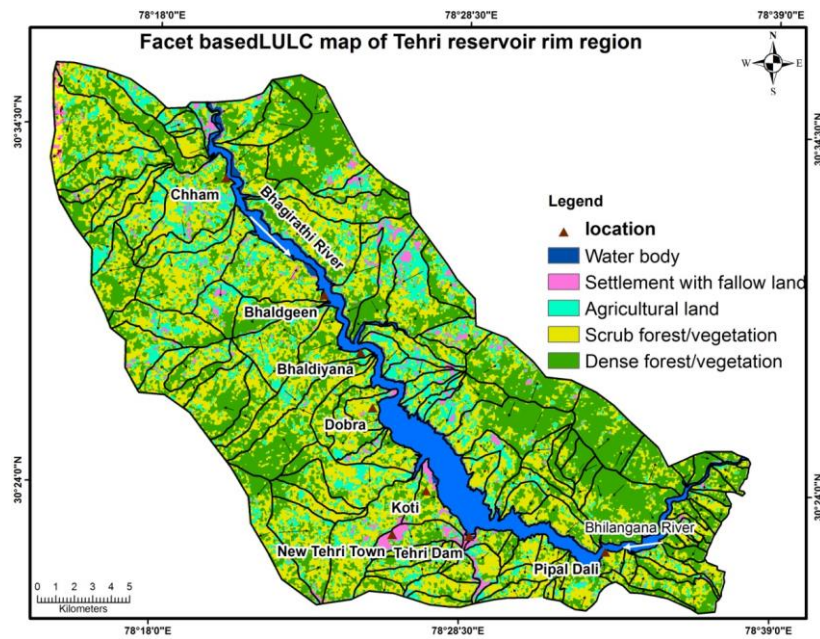 78°18'0"E
78°28'30"E
78°39'0"E
Facet basedLULC map of Tehri reservoir rim region
N
W
E
S
30°34'30"N
30°34'30"N
Chham
Bhagirathi River
Legend
location
Water body
Settlement with fallow land
Agricultural land
Scrub forest/vegetation
Dense forest/vegetation
Bhaldgeen
Bhaldiyana
Dobra
30°24'0"N
30°24'0"N
Koti
Bhilangana River
New Tehri Town
Tehri Dam
Pipal Dali
0 1 2 3 4 5
Kilometers
78°18'0"E
78°28'30"E
78°39'0"E